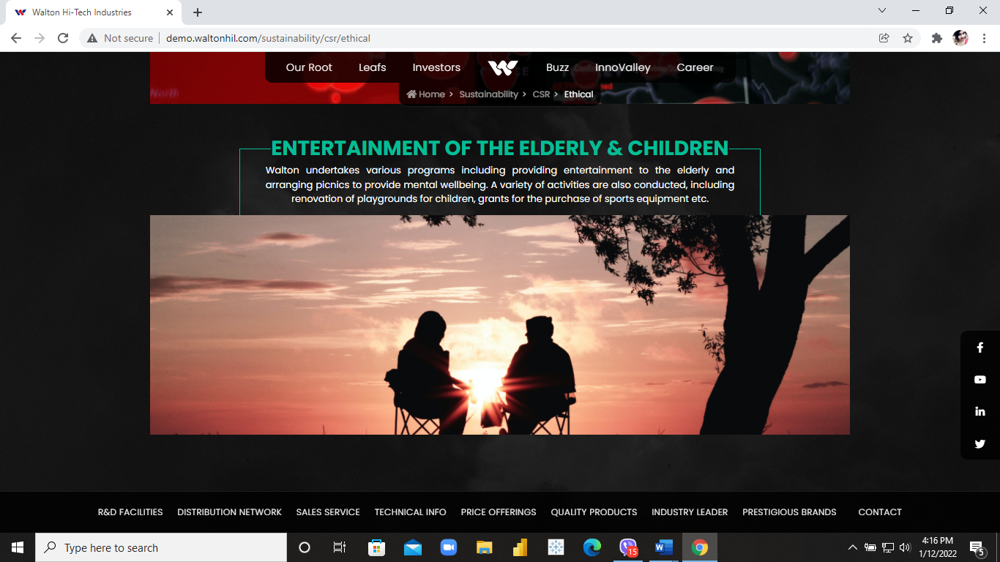 Walton Hi-Tech Industries
Not secure
demo.waltonhil.com/sustainability/csr/ethical
Our Root
Leafs
Investors
Buzz
InnoValley
Career
North
Home > Sustainability > CSR > Ethical
ENTERTAINMENT OF THE ELDERLY & CHILDREN
Walton undertakes various programs including providing entertainment to the elderly and
arranging picnics to provide mental wellbeing. A variety of activities are also conducted, including
renovation of playgrounds for children, grants for the purchase of sports equipment etc.
R&D FACILITIES
DISTRIBUTION NETWORK
SALES SERVICE
TECHNICAL INFO
PRICE OFFERINGS
QUALITY PRODUCTS
INDUSTRY LEADER
PRESTIGIOUS BRANDS
CONTACT
Type here to search
15
4:16 PM
1/12/2022
5